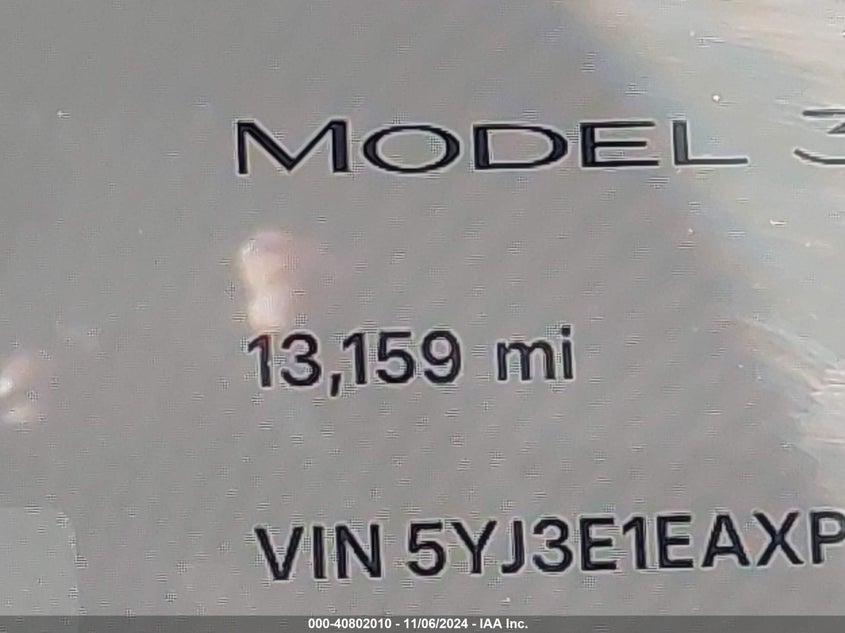 MODEL 3
13,159 mi
VIN 5YJ3E1EAXP
000-40802010 - 11/06/2024 - IAA Inc.